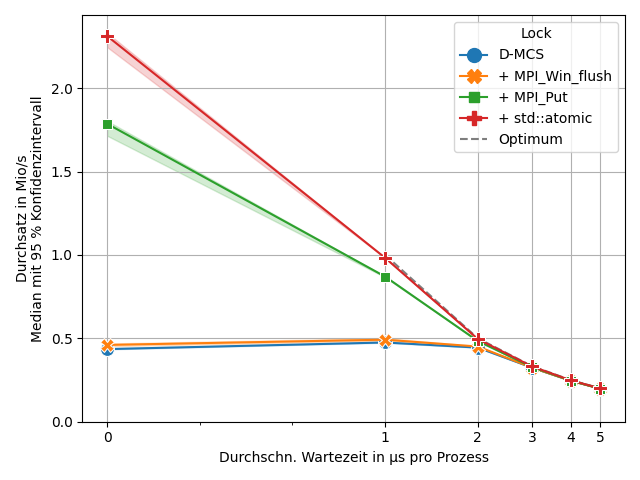 Durchsatz in Mio/s
Median mit 95 % Konfidenzintervall
2.0
1.5
1.0
0.5
0.0
Lock
D-MCS
+ MPI_Win_flush
+ MPI_Put
+ std::atomic
Optimum
0 1 2 3 4 5
Durchschn. Wartezeit in µs pro Prozess